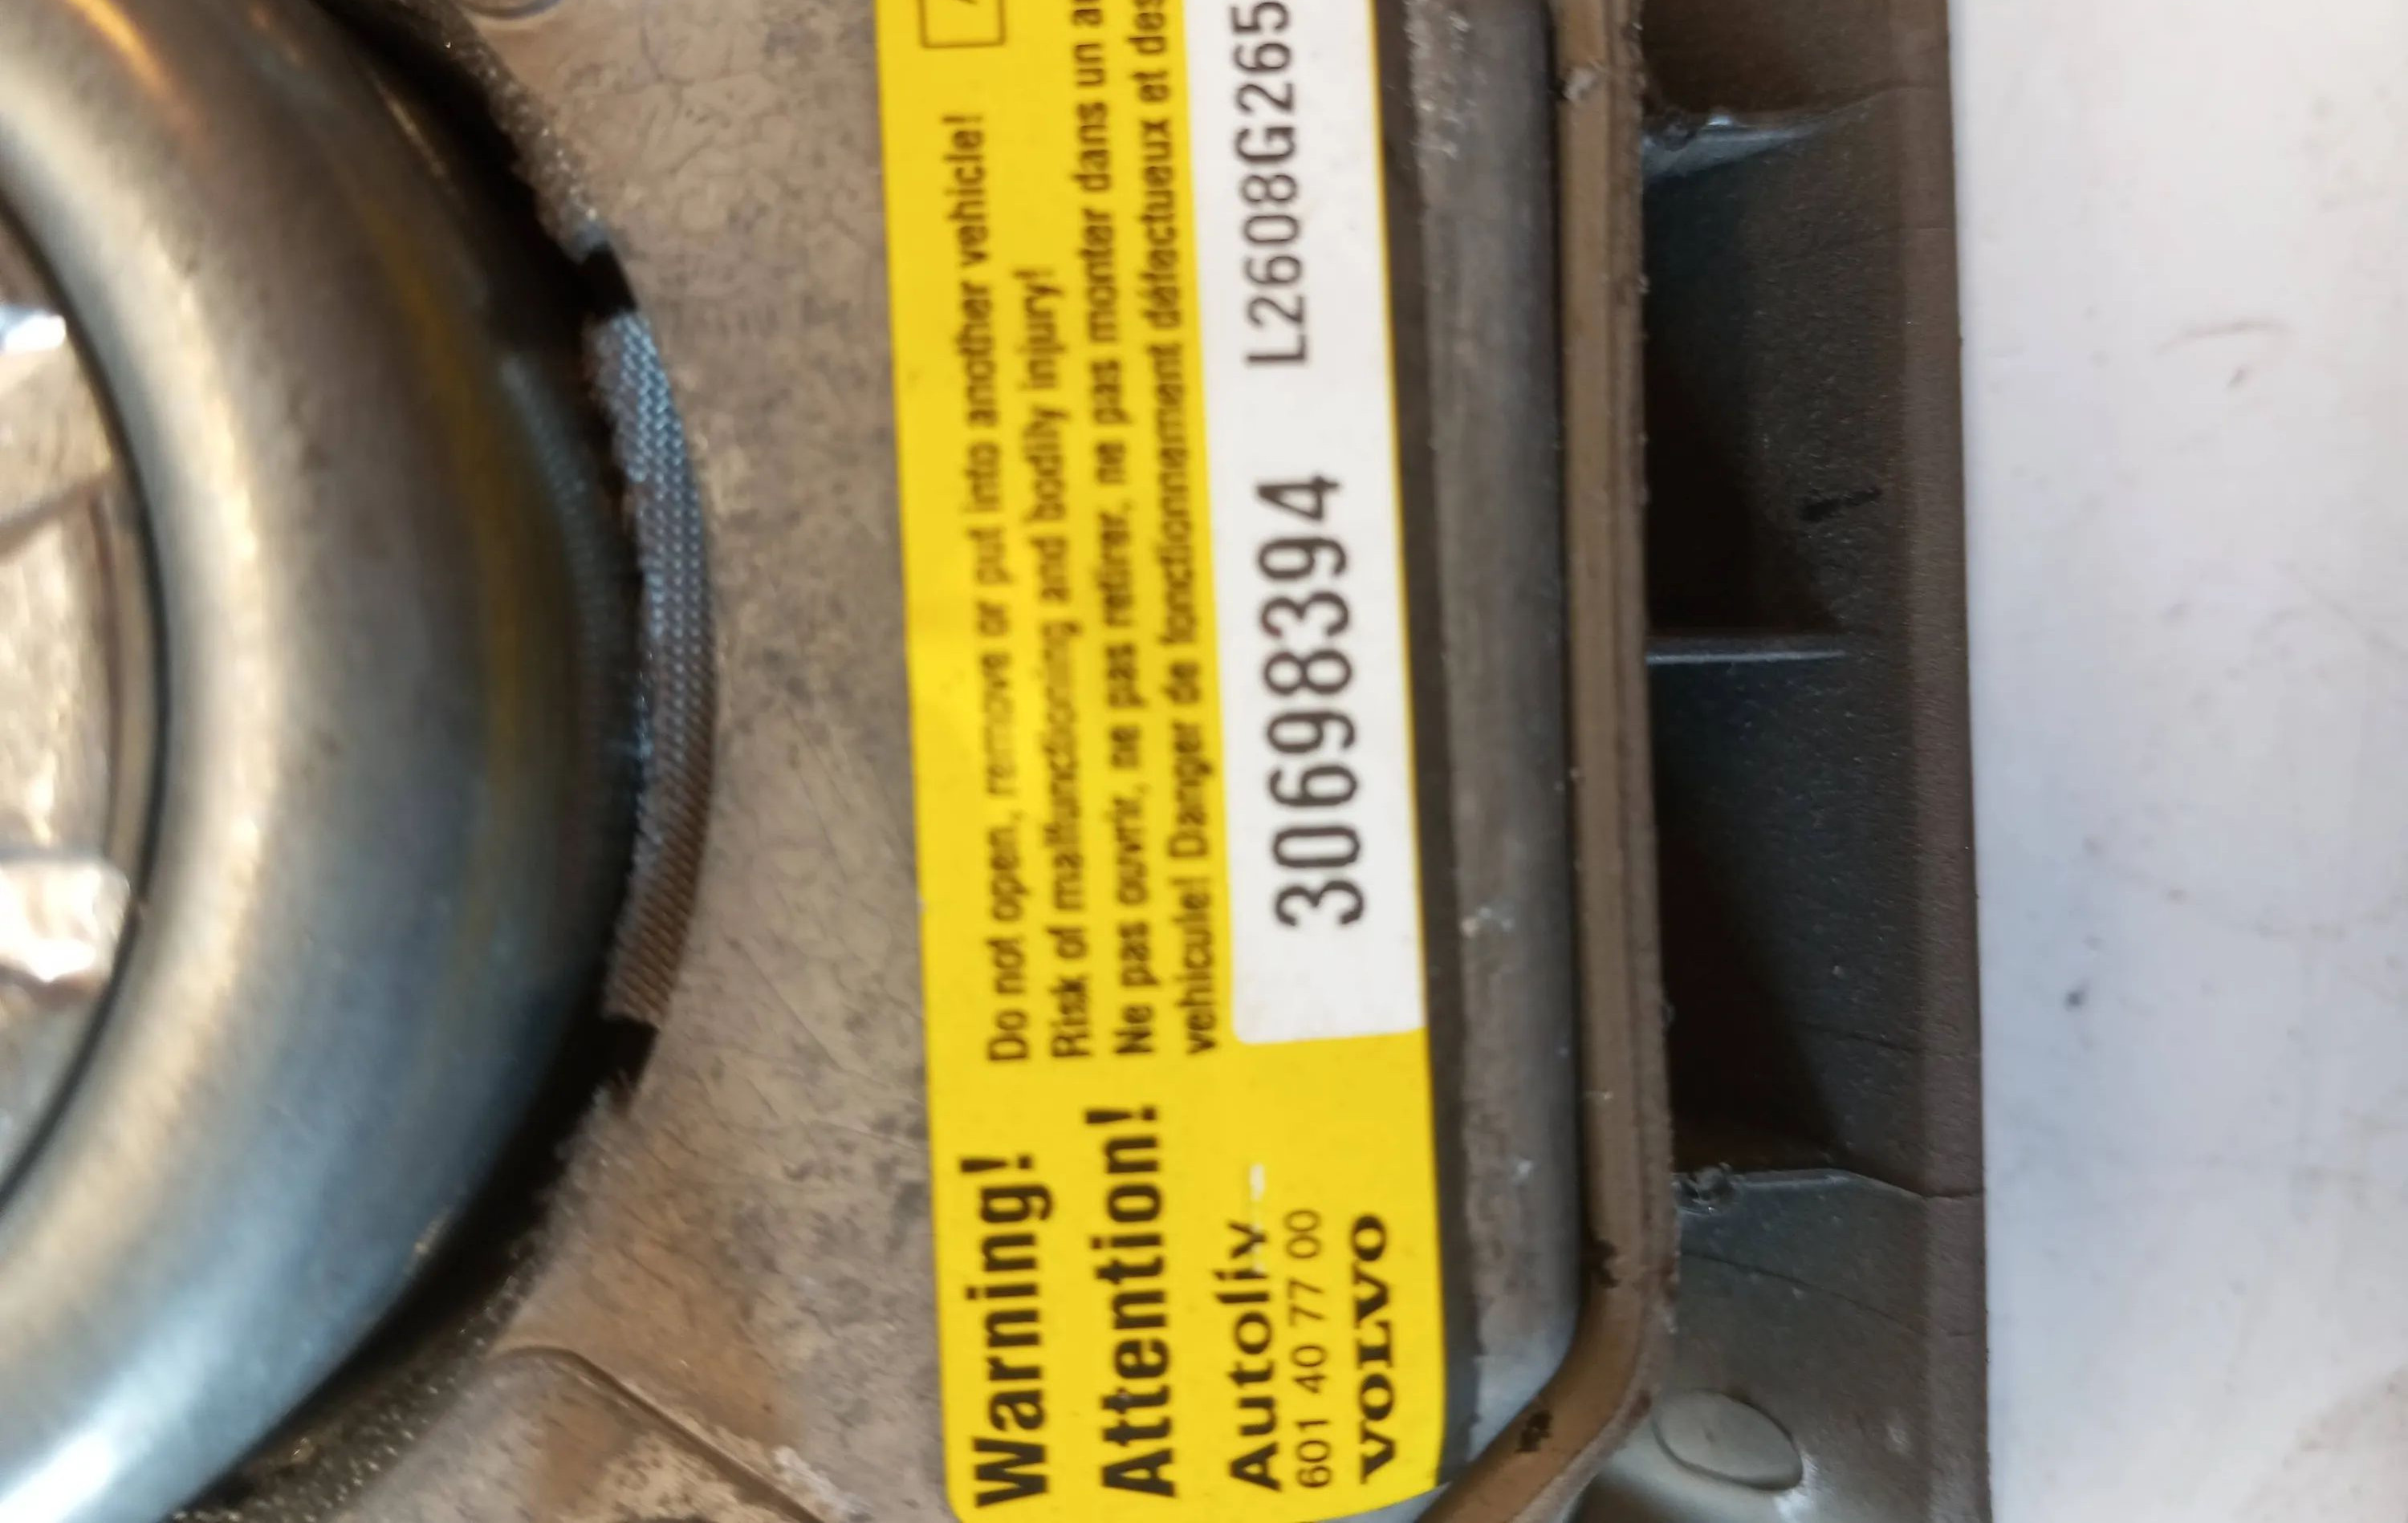 Warning!
Do not open, remove or put into another vehicle!
Risk of malfunctioning and bodily injury!
Attention!
Ne pas ouvrir, ne pas retirer, ne pas monter dans un
vehicule! Danger de fonctionnement défectueux et des
Autoliv
601 40 77 00
VOLVO
30698394 L2608G265